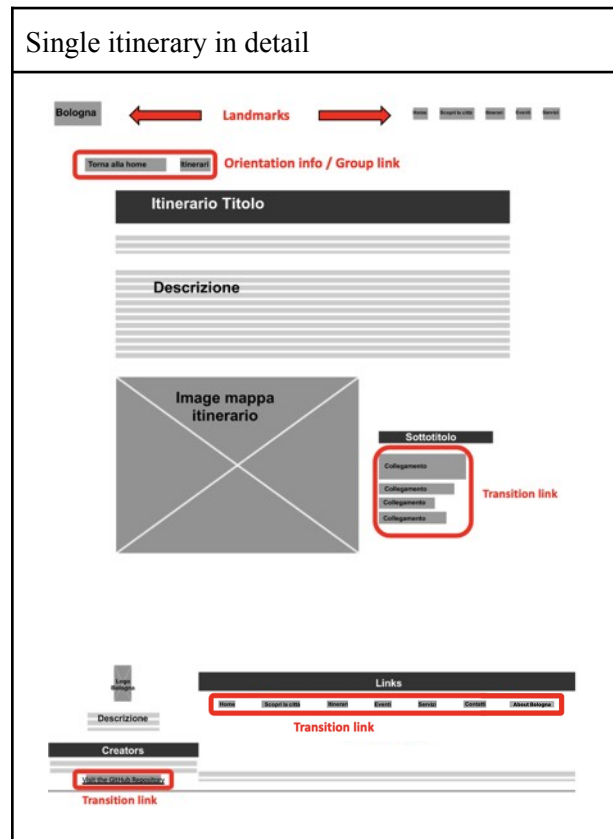 Single itinerary in detail
Bologna
Landmarks
Home Scopri la città Itinerari Eventi Servizi
Torna alla home Itinerari
Orientation info / Group link
Itinerario Titolo
Descrizione
Image mappa
itinerario
Sottotitolo
Collegamento
Collegamento
Collegamento
Collegamento
Transition link
Logo
Bologna
Links
Home Scopri la città Itinerari Eventi Servizi Contatti About Bologna
Descrizione
Transition link
Creators
Visit the GitHub Repository
Transition link